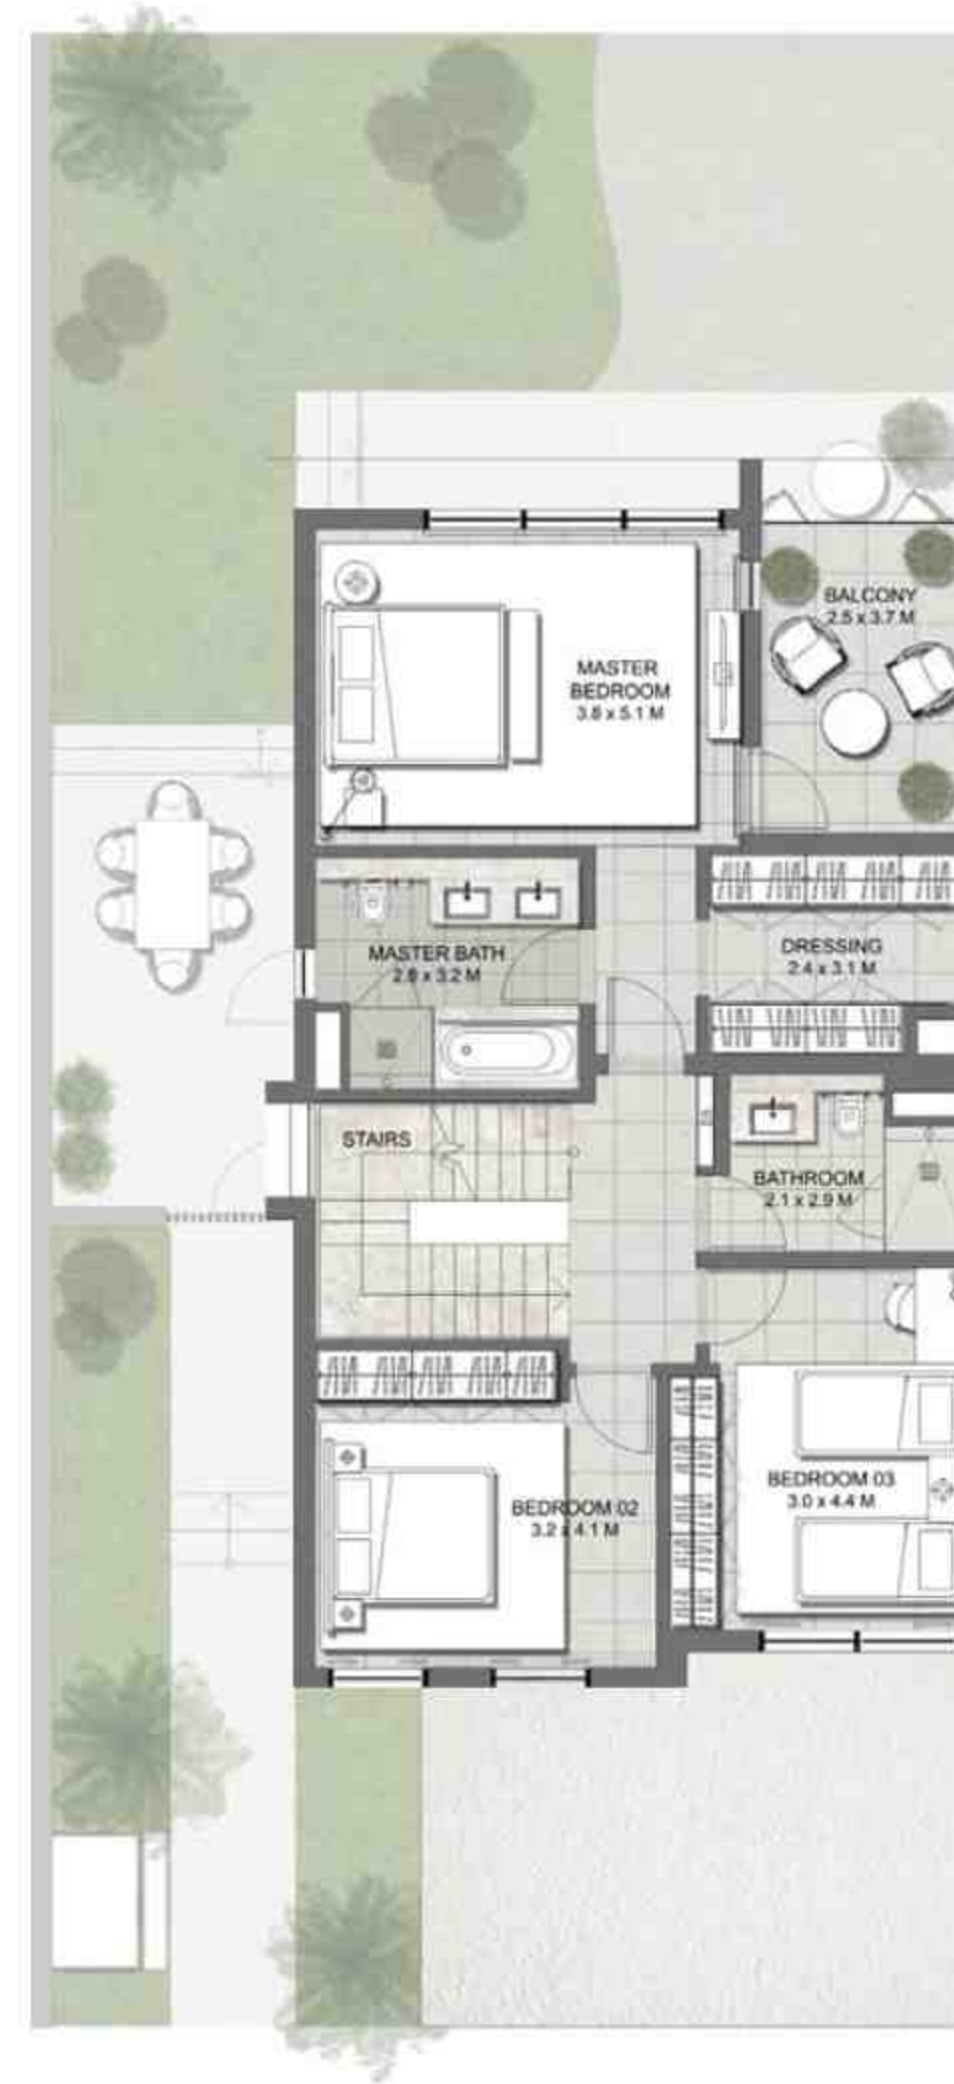 BALCONY
2.5 x 3.7 M
MASTER
BEDROOM
3.8 x 5.1 M
MASTER BATH
2.8 x 3.2 M
DRESSING
2.4 x 3.1 M
STAIRS
BATHROOM
2.1 x 2.9 M
BEDROOM 03
3.0 x 4.4 M
BEDROOM 02
3.2 x 4.1 M